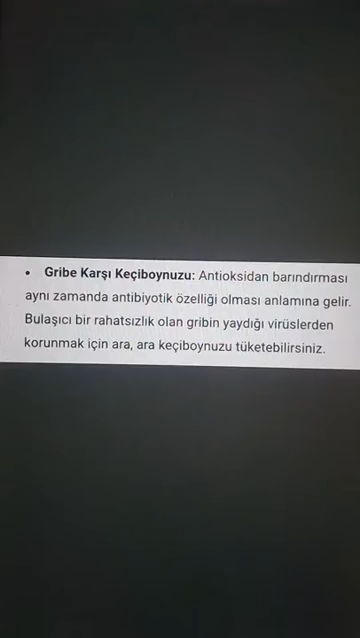 • Gribe Karşı Keçiboynuzu: Antioksidan barındırması
aynı zamanda antibiyotik özelliği olması anlamına gelir.
Bulaşıcı bir rahatsızlık olan gribin yaydığı virüslerden
korunmak için ara, ara keçiboynuzu tüketebilirsiniz.